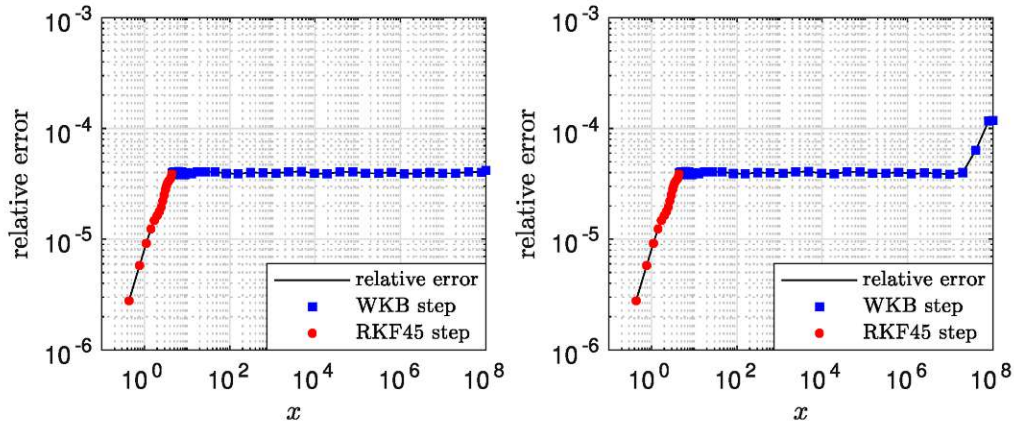 10^-3
10^-4
10^-5
10^-6
relative error
relative error
WKB step
RKF45 step
10^0 10^2 10^4 10^6 10^8
x
10^-3
10^-4
10^-5
10^-6
relative error
relative error
WKB step
RKF45 step
10^0 10^2 10^4 10^6 10^8
x